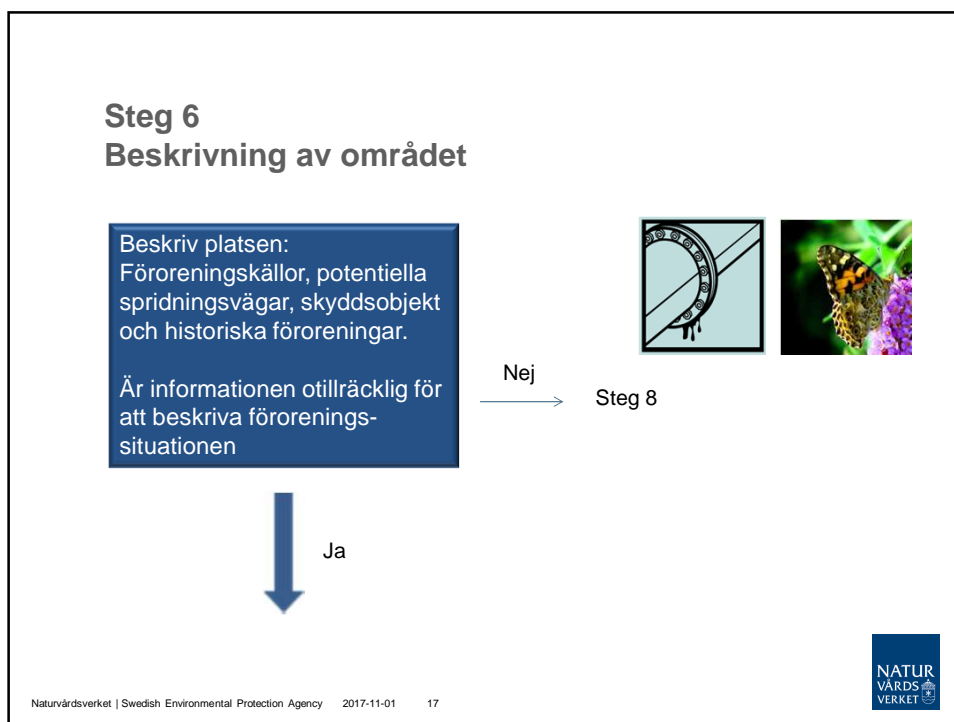 Steg 6
Beskrivning av området
Beskriv platsen:
Föroreningskällor, potentiella
spridningsvägar, skyddsobjekt
och historiska föroreningar.
Är informationen otillräcklig för
att beskriva förorenings-
situationen
Nej
Steg 8
Ja
Naturvårdsverket | Swedish Environmental Protection Agency 2017-11-01 17
NATUR
VÅRDS
VERKET